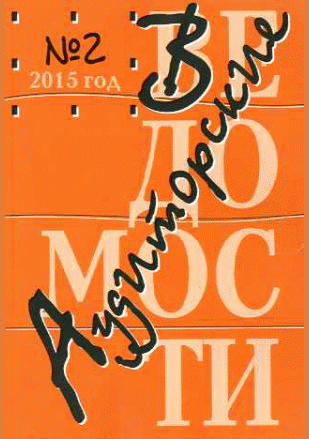 №2
2015 год
Аудиторские
ВЕ
ДО
МОС
ТИ